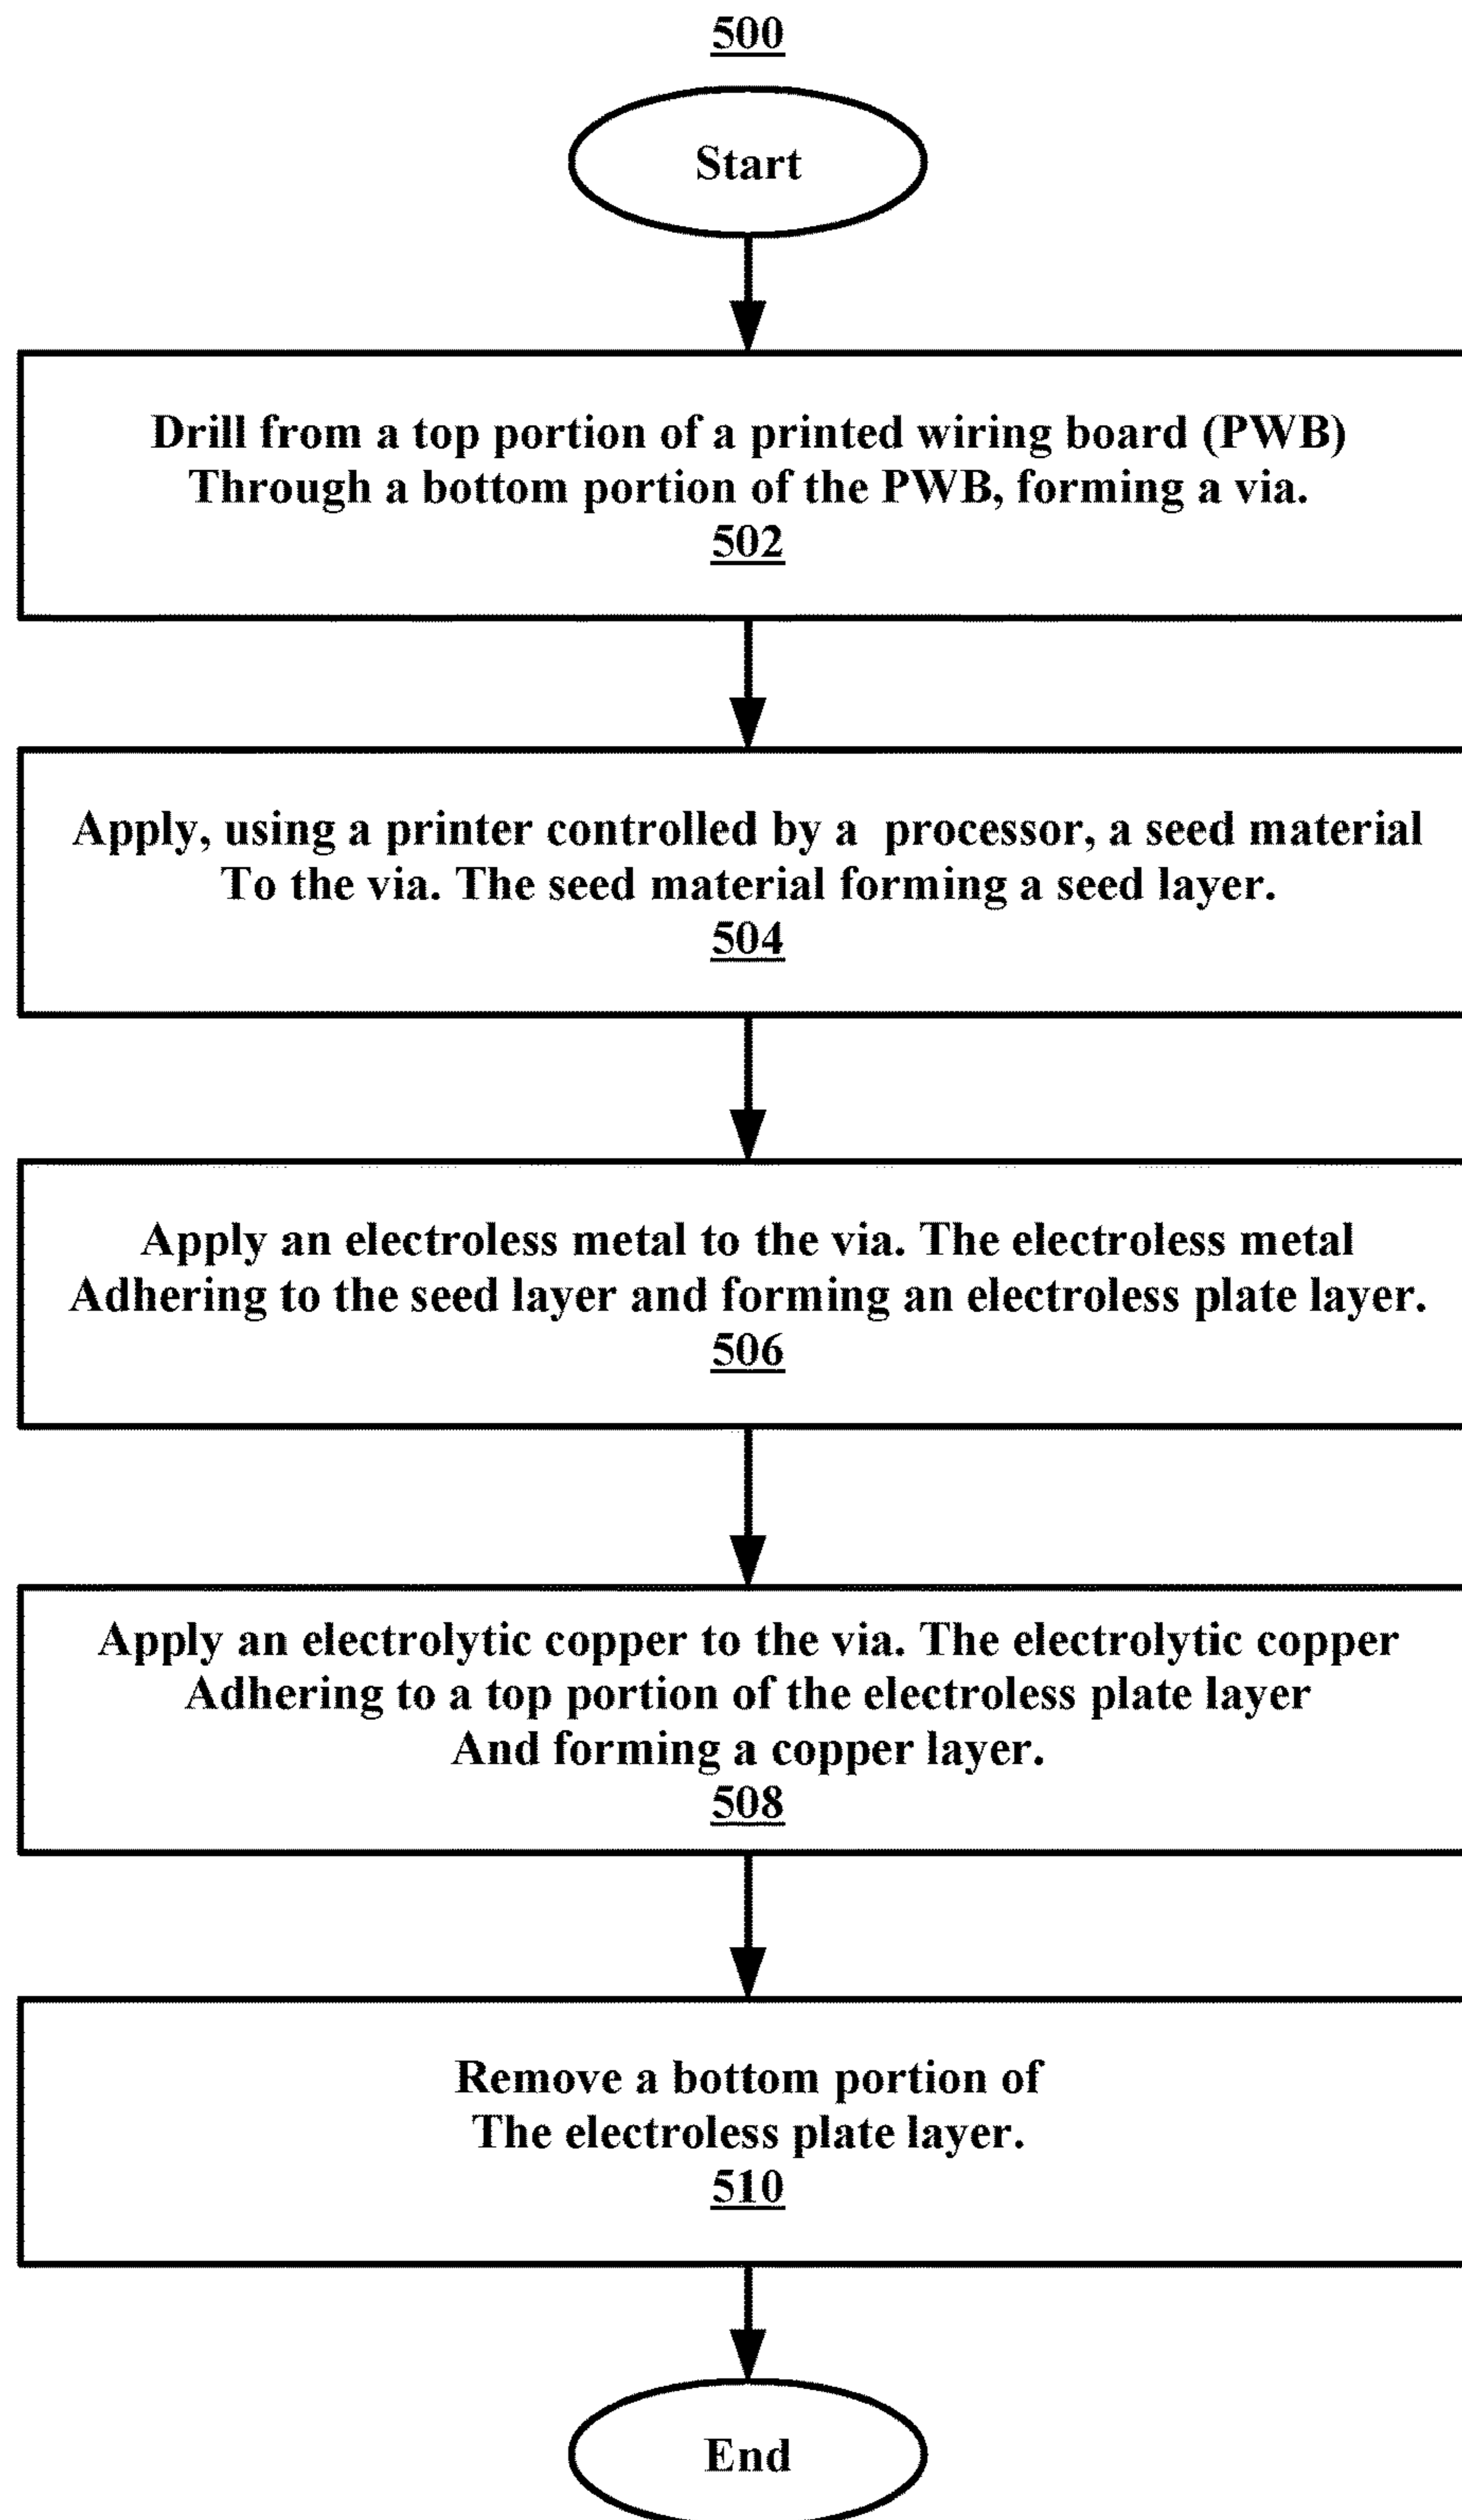 500
Start
Drill from a top portion of a printed wiring board (PWB)
Through a bottom portion of the PWB, forming a via.
502
Apply, using a printer controlled by a processor, a seed material
To the via. The seed material forming a seed layer.
504
Apply an electroless metal to the via. The electroless metal
Adhering to the seed layer and forming an electroless plate layer.
506
Apply an electrolytic copper to the via. The electrolytic copper
Adhering to a top portion of the electroless plate layer
And forming a copper layer.
508
Remove a bottom portion of
The electroless plate layer.
510
End